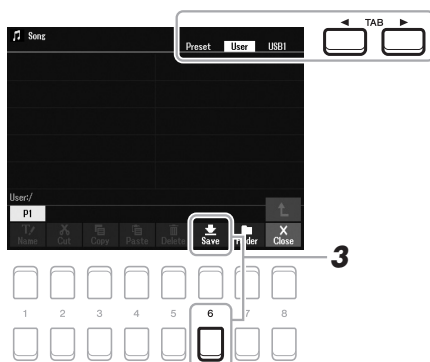 ◄ TAB ►
Song
Preset User USB1
User:/
P1
Name Cut Copy Paste Delete Save Folder Close
3
1 2 3 4 5 6 7 8